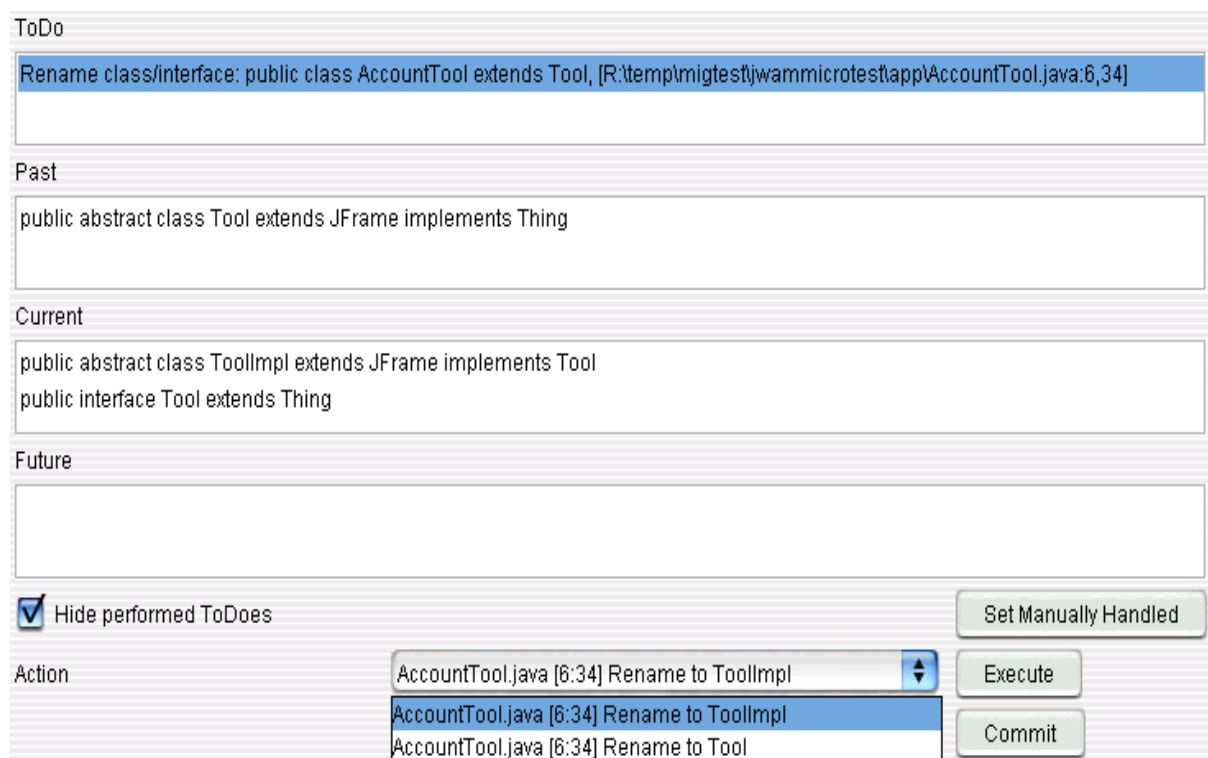 ToDo
Rename class/interface: public class AccountTool extends Tool, [R:\temp\migtest\jwammicrotest\app\AccountTool.java:6,34]
Past
public abstract class Tool extends JFrame implements Thing
Current
public abstract class ToolImpl extends JFrame implements Tool
public interface Tool extends Thing
Future
Hide performed ToDoes
Set Manually Handled
Action
AccountTool.java [6:34] Rename to ToolImpl
Execute
AccountTool.java [6:34] Rename to ToolImpl
AccountTool.java [6:34] Rename to Tool
Commit